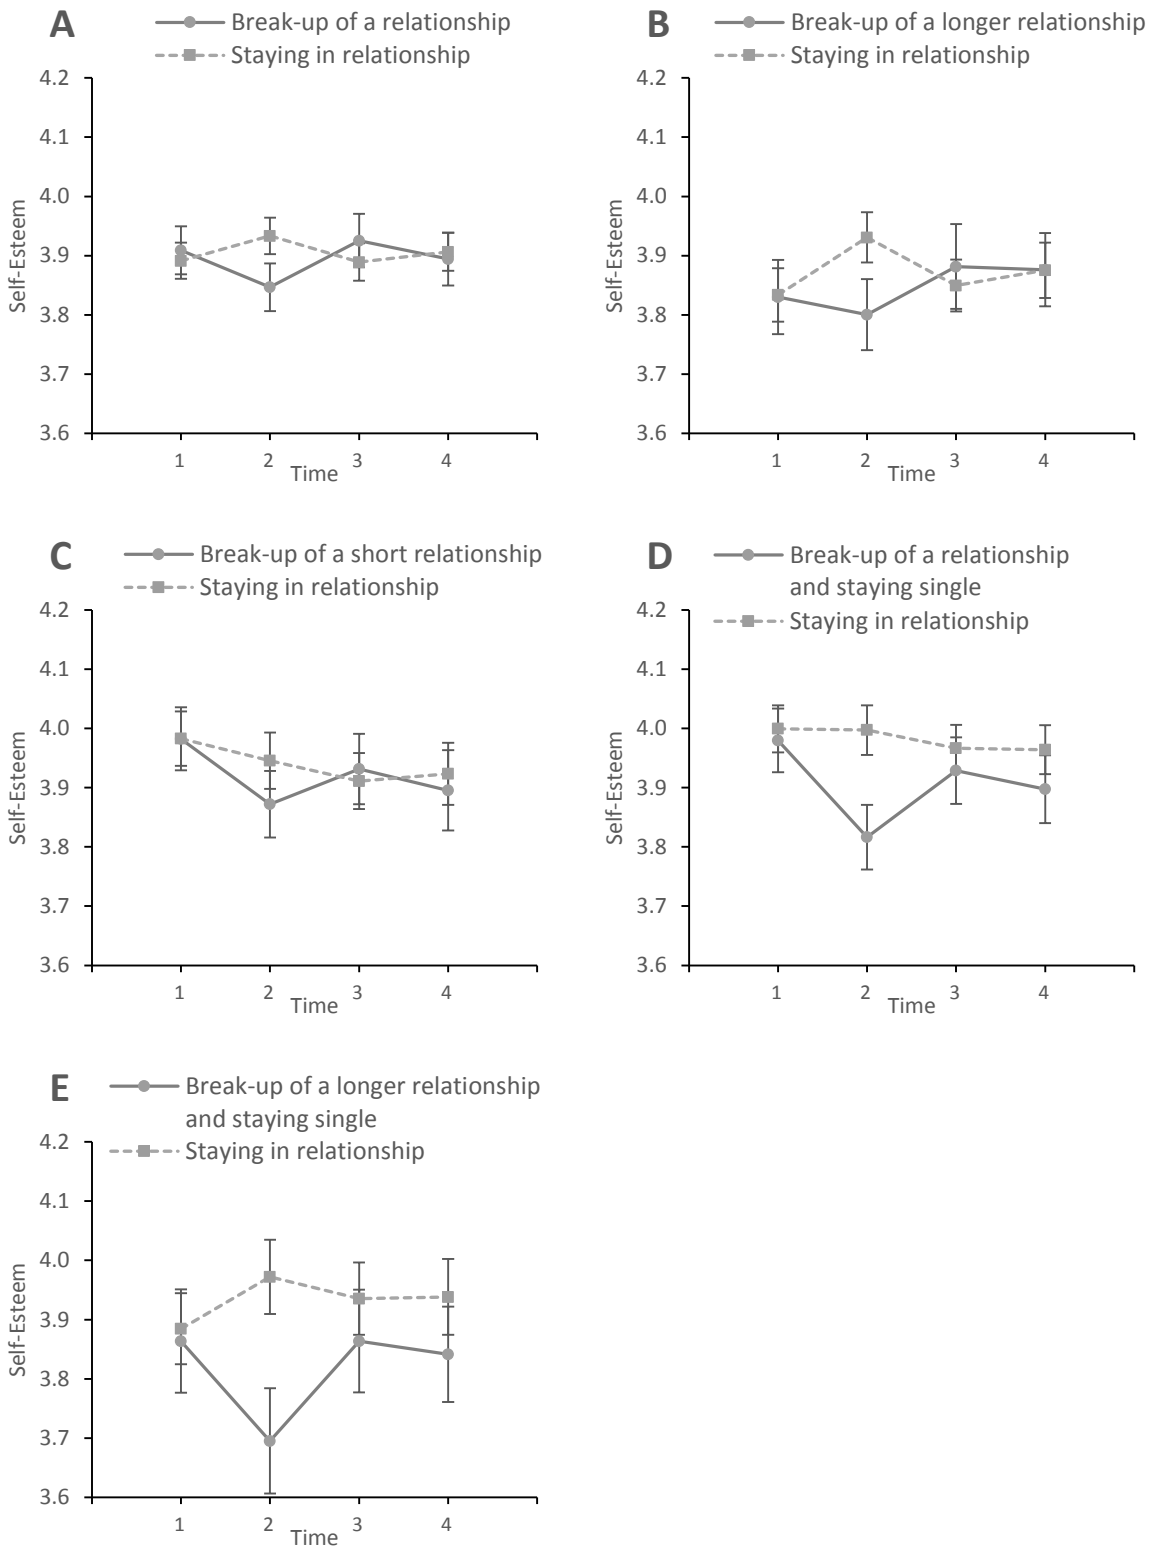 A
Break-up of a relationship
Staying in relationship
4.2
4.1
4.0
3.9
3.8
3.7
3.6
Self-Esteem
1 2 3 4
Time
B
Break-up of a longer relationship
Staying in relationship
4.2
4.1
4.0
3.9
3.8
3.7
3.6
Self-Esteem
1 2 3 4
Time
C
Break-up of a short relationship
Staying in relationship
4.2
4.1
4.0
3.9
3.8
3.7
3.6
Self-Esteem
1 2 3 4
Time
D
Break-up of a relationship
and staying single
Staying in relationship
4.2
4.1
4.0
3.9
3.8
3.7
3.6
Self-Esteem
1 2 3 4
Time
E
Break-up of a longer relationship
and staying single
Staying in relationship
4.2
4.1
4.0
3.9
3.8
3.7
3.6
Self-Esteem
1 2 3 4
Time